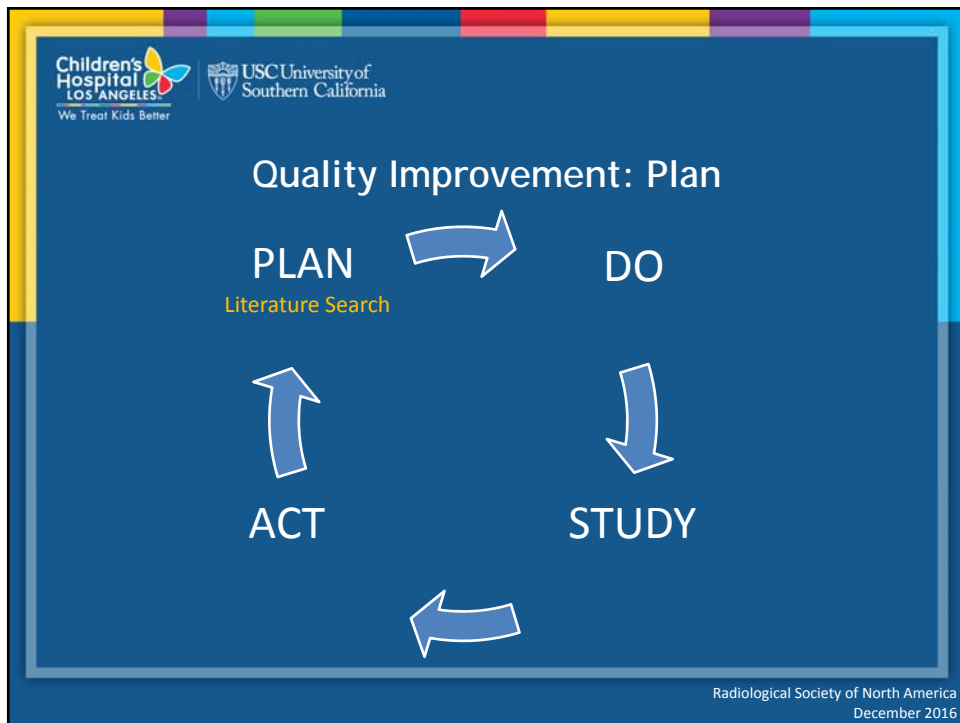 Children's
Hospital
LOS ANGELES
We Treat Kids Better
USC University of
Southern California
Quality Improvement: Plan
PLAN
DO
Literature Search
ACT
STUDY
Radiological Society of North America
December 2016